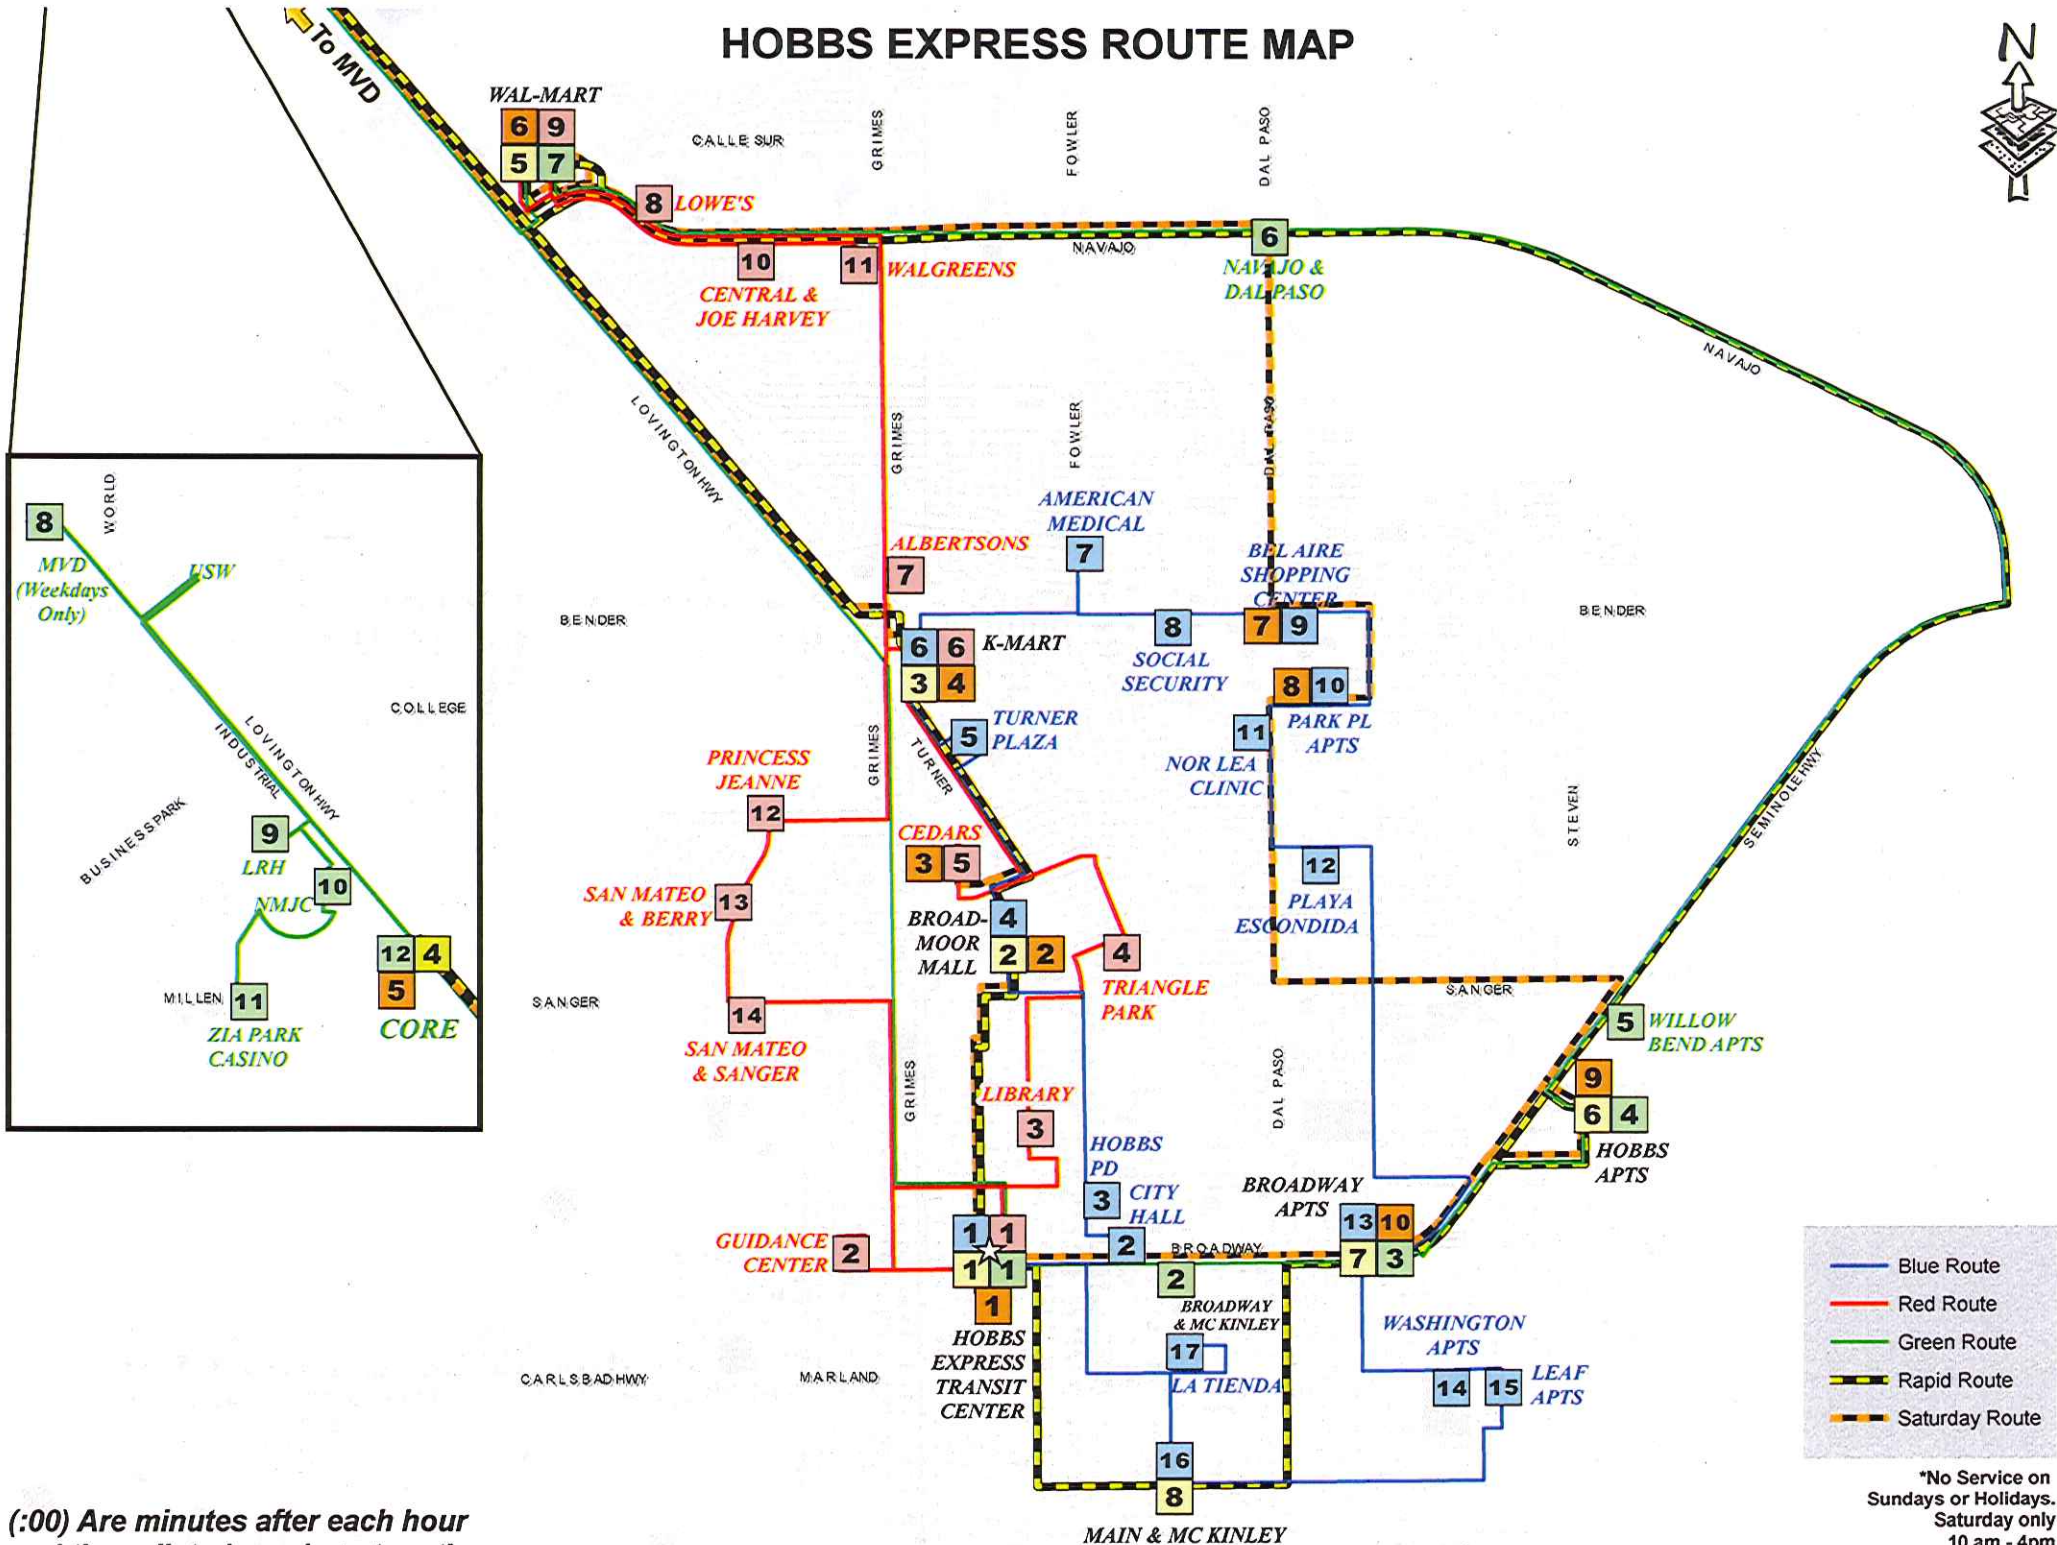 HOBBS EXPRESS ROUTE MAP
N
To MVD
WAL-MART
6 9
5 7
CALLE SUR
GRIMES
FOWLER
DAL PASO
8 LOWE'S
10
CENTRAL &
JOE HARVEY
11 WALGREENS
NAVAJO
6
NAVAJO &
DAL PASO
NAVAJO
LOVINGTON HWY
GRIMES
FOWLER
DAL PASO
WORLD
8
MVD
(Weekdays
Only)
USW
COLLEGE
LOVINGTON HWY
INDUSTRIAL
BUSINESS PARK
9
LRH
10
NMJC
12 4
5
CORE
MILLEN 11
ZIA PARK
CASINO
AMERICAN
MEDICAL
7
ALBERTSONS
7
BEL AIRE
SHOPPING
CENTER
7 9
BENDER
BENDER
6 6
3 4
K-MART
8
SOCIAL
SECURITY
8 10
PARK PL
APTS
5
TURNER
PLAZA
TURNER
GRIMES
11
NOR LEA
CLINIC
PRINCESS
JEANNE
12
STEVEN
SEMINOLE HWY
CEDARS
3 5
12
PLAYA
ESCONDIDA
SAN MATEO
& BERRY
13
BROAD-
MOOR
MALL
4
2 2
4
TRIANGLE
PARK
SANGER
SANGER
14
SAN MATEO
& SANGER
5 WILLOW
BEND APTS
GRIMES
DAL PASO
LIBRARY
3
9
6 4
HOBBS
APTS
HOBBS
PD
3 CITY
HALL
2
BROADWAY
BROADWAY
APTS
13 10
7 3
GUIDANCE
CENTER
2
1 1
1 1
1
HOBBS
EXPRESS
TRANSIT
CENTER
2
BROADWAY
& MC KINLEY
17
LA TIENDA
WASHINGTON
APTS
14 15
LEAF
APTS
CARLSBAD HWY
MARLAND
16
8
MAIN & MC KINLEY
Blue Route
Red Route
Green Route
Rapid Route
Saturday Route
*No Service on
Sundays or Holidays.
Saturday only
10 am - 4pm
(:00) Are minutes after each hour